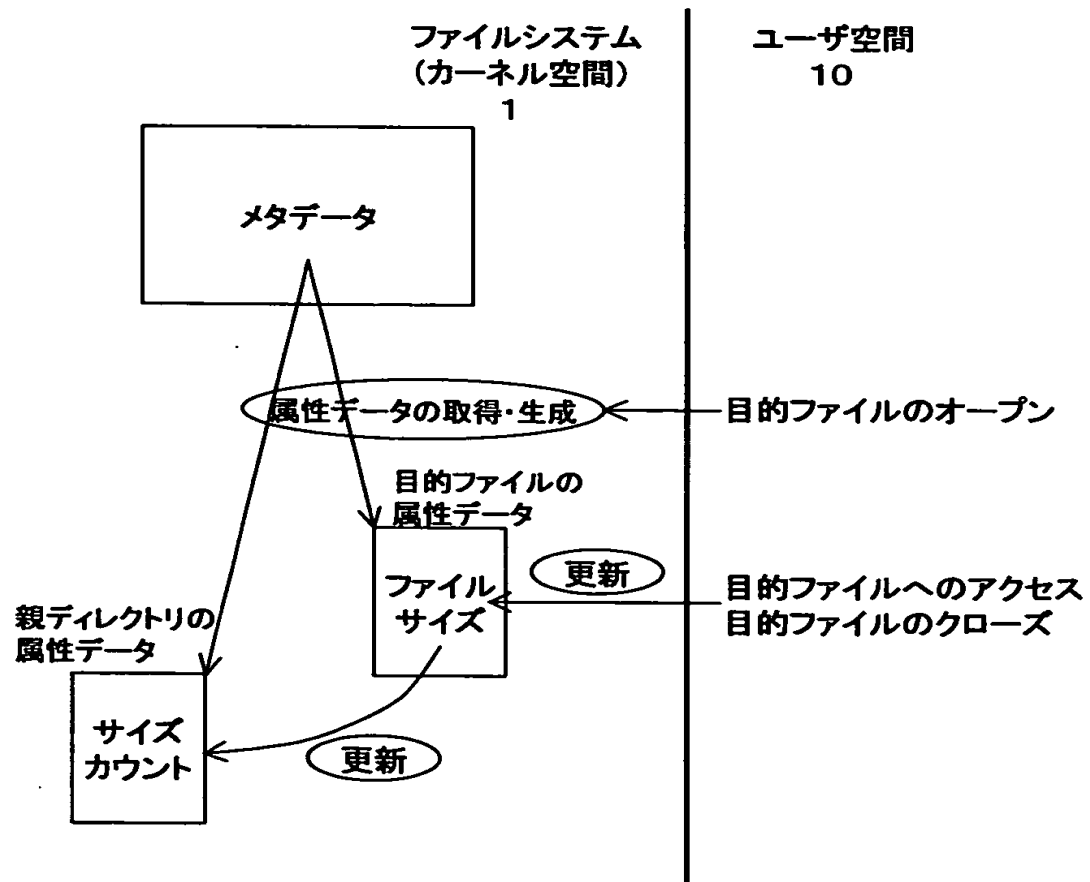 ファイルシステム
(カーネル空間)
1
ユーザ空間
10
メタデータ
属性データの取得・生成
目的ファイルのオープン
目的ファイルの
属性データ
ファイル
サイズ
更新
目的ファイルへのアクセス
目的ファイルのクローズ
親ディレクトリの
属性データ
サイズ
カウント
更新